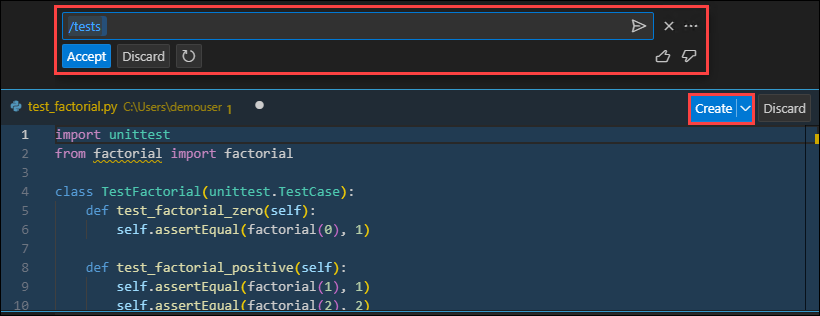 /tests
Accept Discard
test_factorial.py C:\Users\demouser 1 Create Discard
1 import unittest
2 from factorial import factorial
3
4 class TestFactorial(unittest.TestCase):
5     def test_factorial_zero(self):
6         self.assertEqual(factorial(0), 1)
7
8     def test_factorial_positive(self):
9         self.assertEqual(factorial(1), 1)
10         self.assertEqual(factorial(2), 2)